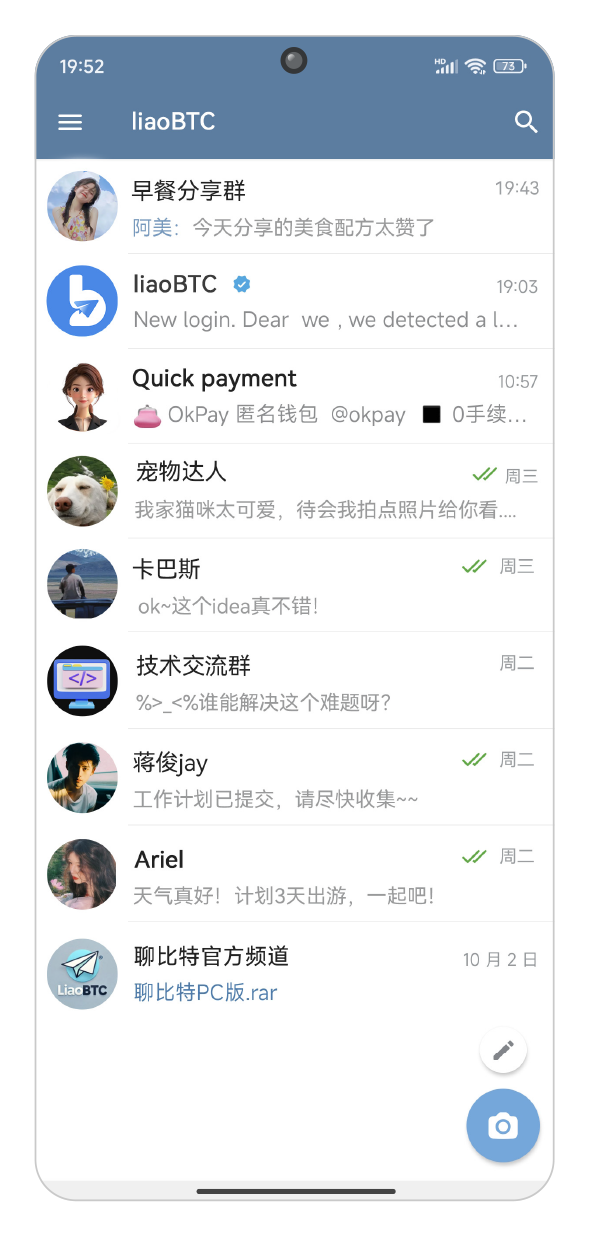 19:52
HD
73
liaoBTC
早餐分享群
19:43
阿美：今天分享的美食配方太赞了
liaoBTC
19:03
New login. Dear we , we detected a l...
Quick payment
10:57
OkPay 匿名钱包 @okpay ■ 0手续...
宠物达人
周三
我家猫咪太可爱，待会我拍点照片给你看....
卡巴斯
周三
ok~这个idea真不错！
</>
技术交流群
周二
%>_<%谁能解决这个难题呀？
蒋俊jay
周二
工作计划已提交，请尽快收集~~
Ariel
周二
天气真好！计划3天出游，一起吧！
LiaoBTC
聊比特官方频道
10 月 2 日
聊比特PC版.rar